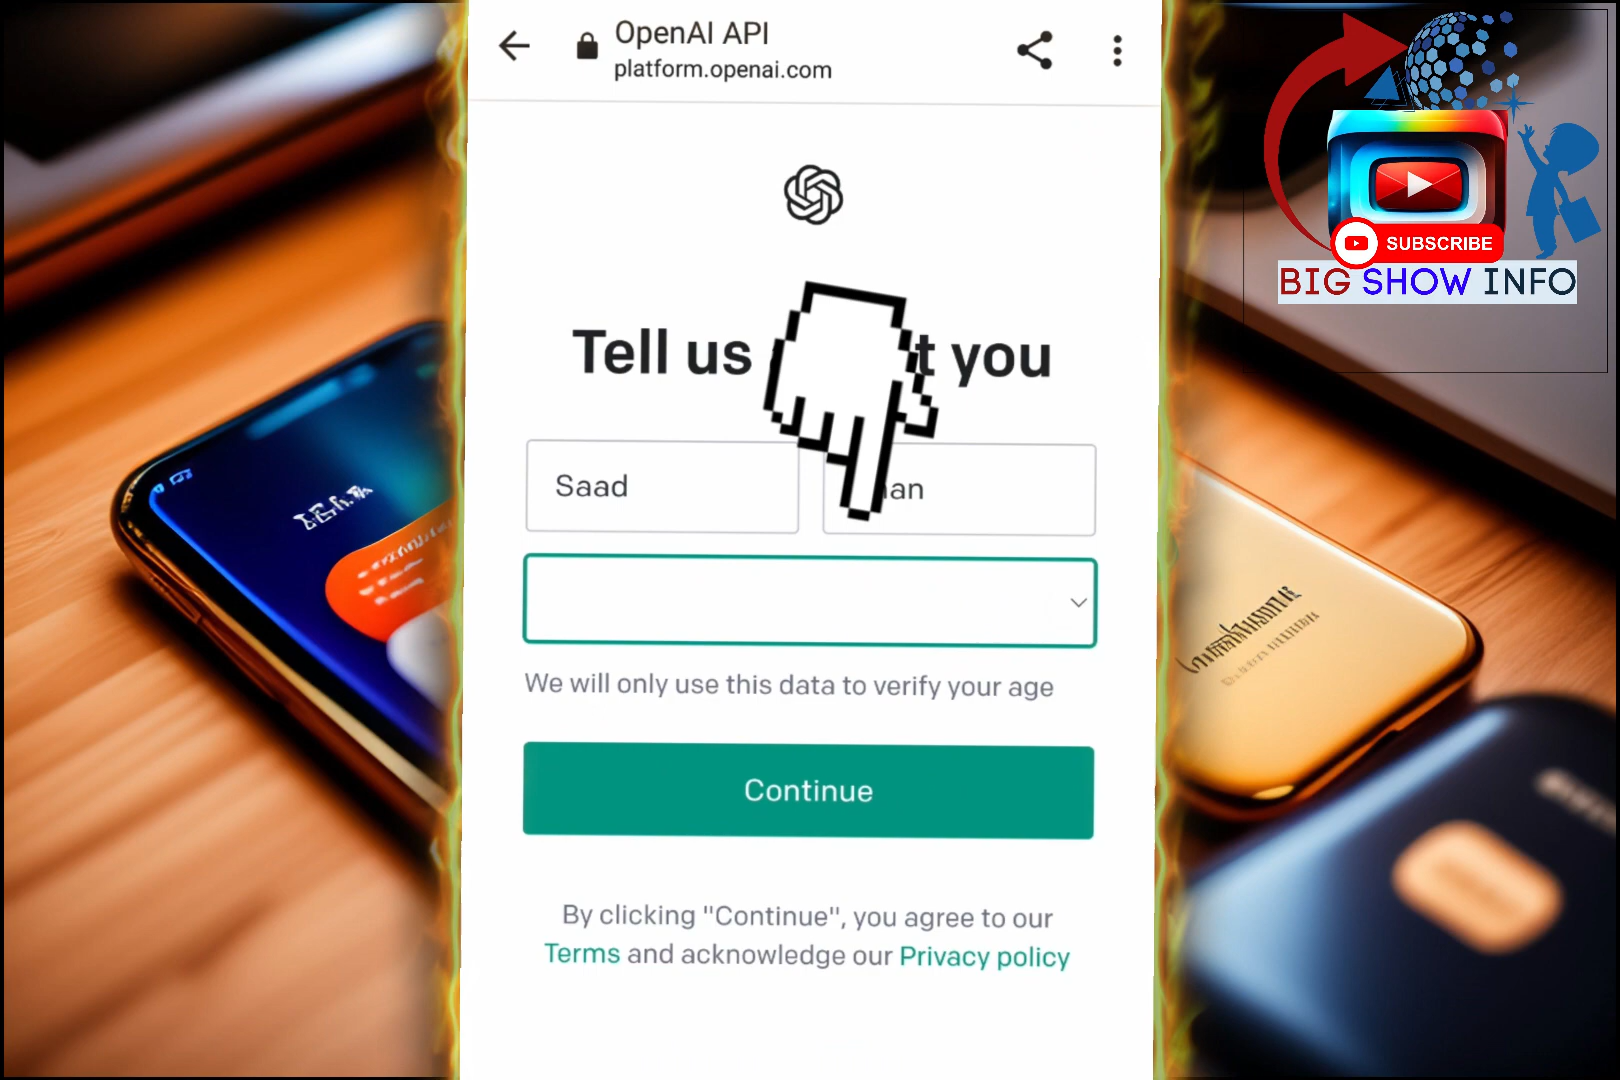 OpenAI API
platform.openai.com
SUBSCRIBE
BIG SHOW INFO
Tell us you
Saad
We will only use this data to verify your age
Continue
By clicking "Continue", you agree to our
Terms and acknowledge our Privacy policy